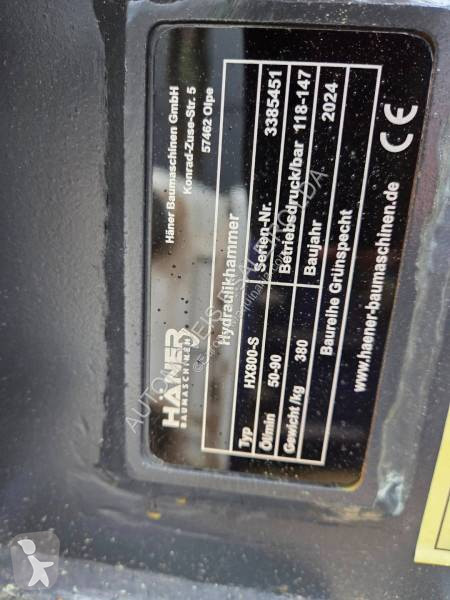 HÄNER
BAUMASCHINEN
Häner Baumaschinen GmbH
Konrad-Zuse-Str. 5
57462 Olpe
Hydraulikhammer
Typ HX800-S Serien-Nr. 3385451
Öl/min 50-90 Betriebsdruck/bar 118-147
Gewicht /kg 380 Baujahr 2024
Baureihe Grünspecht
www.haener-baumaschinen.de
CE